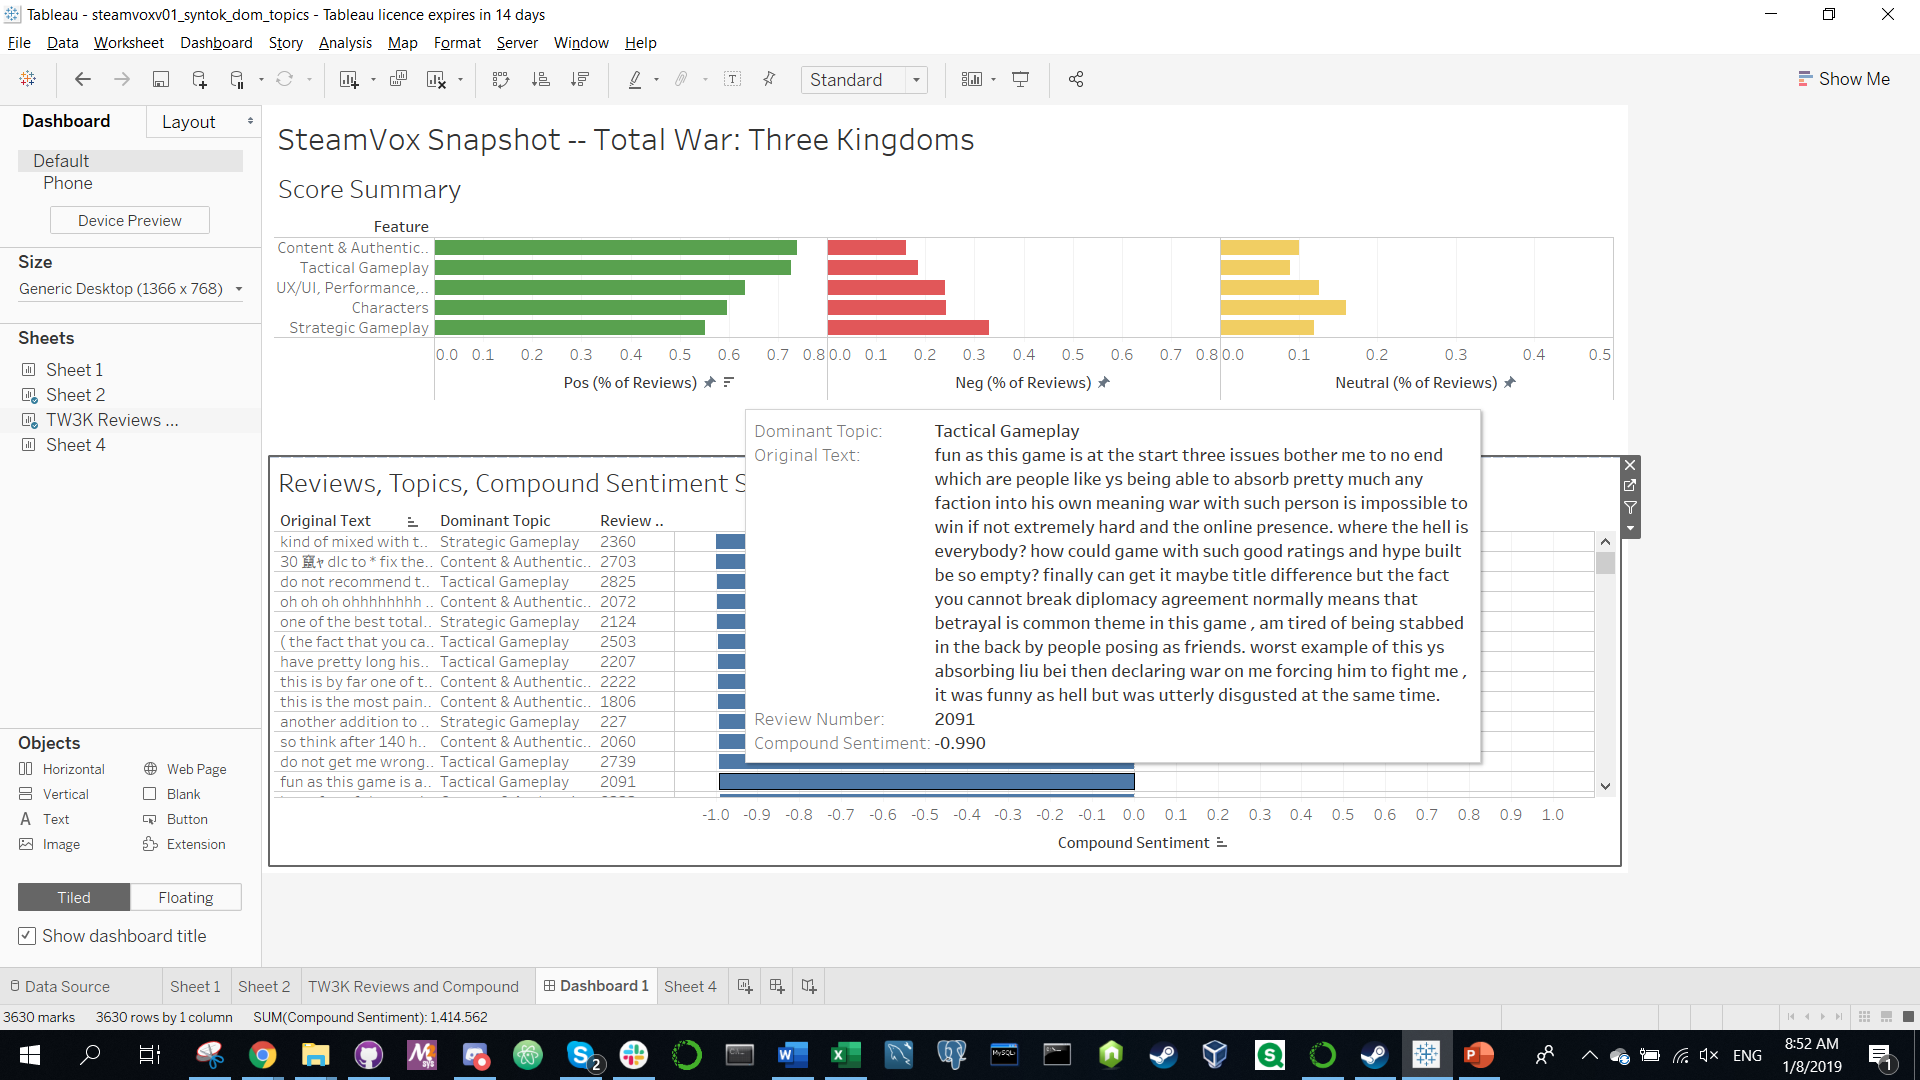 Tableau - steamvoxv01_syntok_dom_topics - Tableau licence expires in 14 days
File Data Worksheet Dashboard Story Analysis Map Format Server Window Help
Standard
Show Me
Dashboard
Layout
Default
Phone
Device Preview
Size
Generic Desktop (1366 x 768)
Sheets
Sheet 1
Sheet 2
TW3K Reviews ...
Sheet 4
Objects
Horizontal Web Page
Vertical Blank
Text Button
Image Extension
Tiled Floating
Show dashboard title
SteamVox Snapshot -- Total War: Three Kingdoms
Score Summary
Feature
Content & Authentic..
Tactical Gameplay
UX/UI, Performance,..
Characters
Strategic Gameplay
0.0 0.1 0.2 0.3 0.4 0.5 0.6 0.7 0.8
0.0 0.1 0.2 0.3 0.4 0.5 0.6 0.7 0.8
0.0 0.1 0.2 0.3 0.4 0.5
Pos (% of Reviews)
Neg (% of Reviews)
Neutral (% of Reviews)
Reviews, Topics, Compound Sentiment S
Original Text Dominant Topic Review ..
kind of mixed with t.. Strategic Gameplay 2360
dlc to * fix the.. Content & Authentic.. 2703
do not recommend t.. Tactical Gameplay 2825
oh oh oh ohhhhhhhh .. Content & Authentic.. 2072
one of the best total.. Strategic Gameplay 2124
( the fact that you ca.. Tactical Gameplay 2503
have pretty long his.. Tactical Gameplay 2207
this is by far one of t.. Content & Authentic.. 2222
this is the most pain.. Content & Authentic.. 1806
another addition to .. Strategic Gameplay 227
so think after 140 h.. Content & Authentic.. 2060
do not get me wrong.. Tactical Gameplay 2739
fun as this game is a.. Tactical Gameplay 2091
-1.0 -0.9 -0.8 -0.7 -0.6 -0.5 -0.4 -0.3 -0.2 -0.1 0.0 0.1 0.2 0.3 0.4 0.5 0.6 0.7 0.8 0.9 1.0
Compound Sentiment
Dominant Topic: Tactical Gameplay
Original Text: fun as this game is at the start three issues bother me to no end
which are people like ys being able to absorb pretty much any
faction into his own meaning war with such person is impossible to
win if not extremely hard and the online presence. where the hell is
everybody? how could game with such good ratings and hype built
be so empty? finally can get it maybe title difference but the fact
you cannot break diplomacy agreement normally means that
betrayal is common theme in this game , am tired of being stabbed
in the back by people posing as friends. worst example of this ys
absorbing liu bei then declaring war on me forcing him to fight me ,
it was funny as hell but was utterly disgusted at the same time.
Review Number: 2091
Compound Sentiment: -0.990
Data Source Sheet 1 Sheet 2 TW3K Reviews and Compound Dashboard 1 Sheet 4
3630 marks 3630 rows by 1 column SUM(Compound Sentiment): 1,414.562
ENG
8:52 AM
1/8/2019